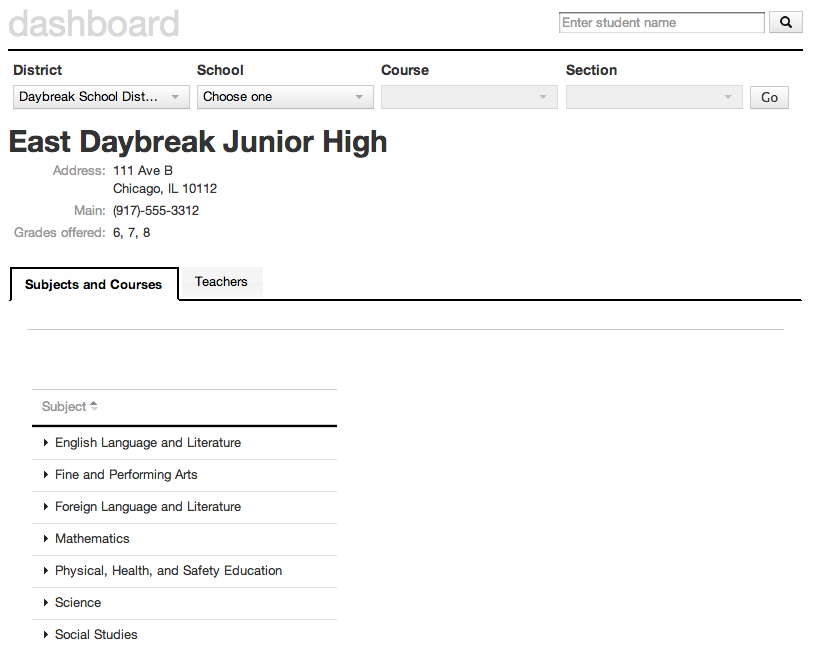 dashboard
Enter student name
District School Course Section
Daybreak School Dist... Choose one Go
East Daybreak Junior High
Address: 111 Ave B
Chicago, IL 10112
Main: (917)-555-3312
Grades offered: 6, 7, 8
Subjects and Courses Teachers
Subject
English Language and Literature
Fine and Performing Arts
Foreign Language and Literature
Mathematics
Physical, Health, and Safety Education
Science
Social Studies